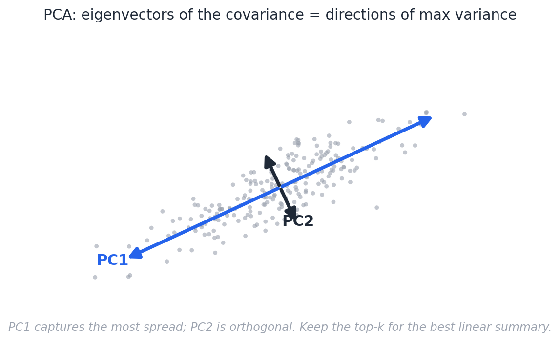 PCA: eigenvectors of the covariance = directions of max variance
PC2
PC1
PC1 captures the most spread; PC2 is orthogonal. Keep the top-k for the best linear summary.